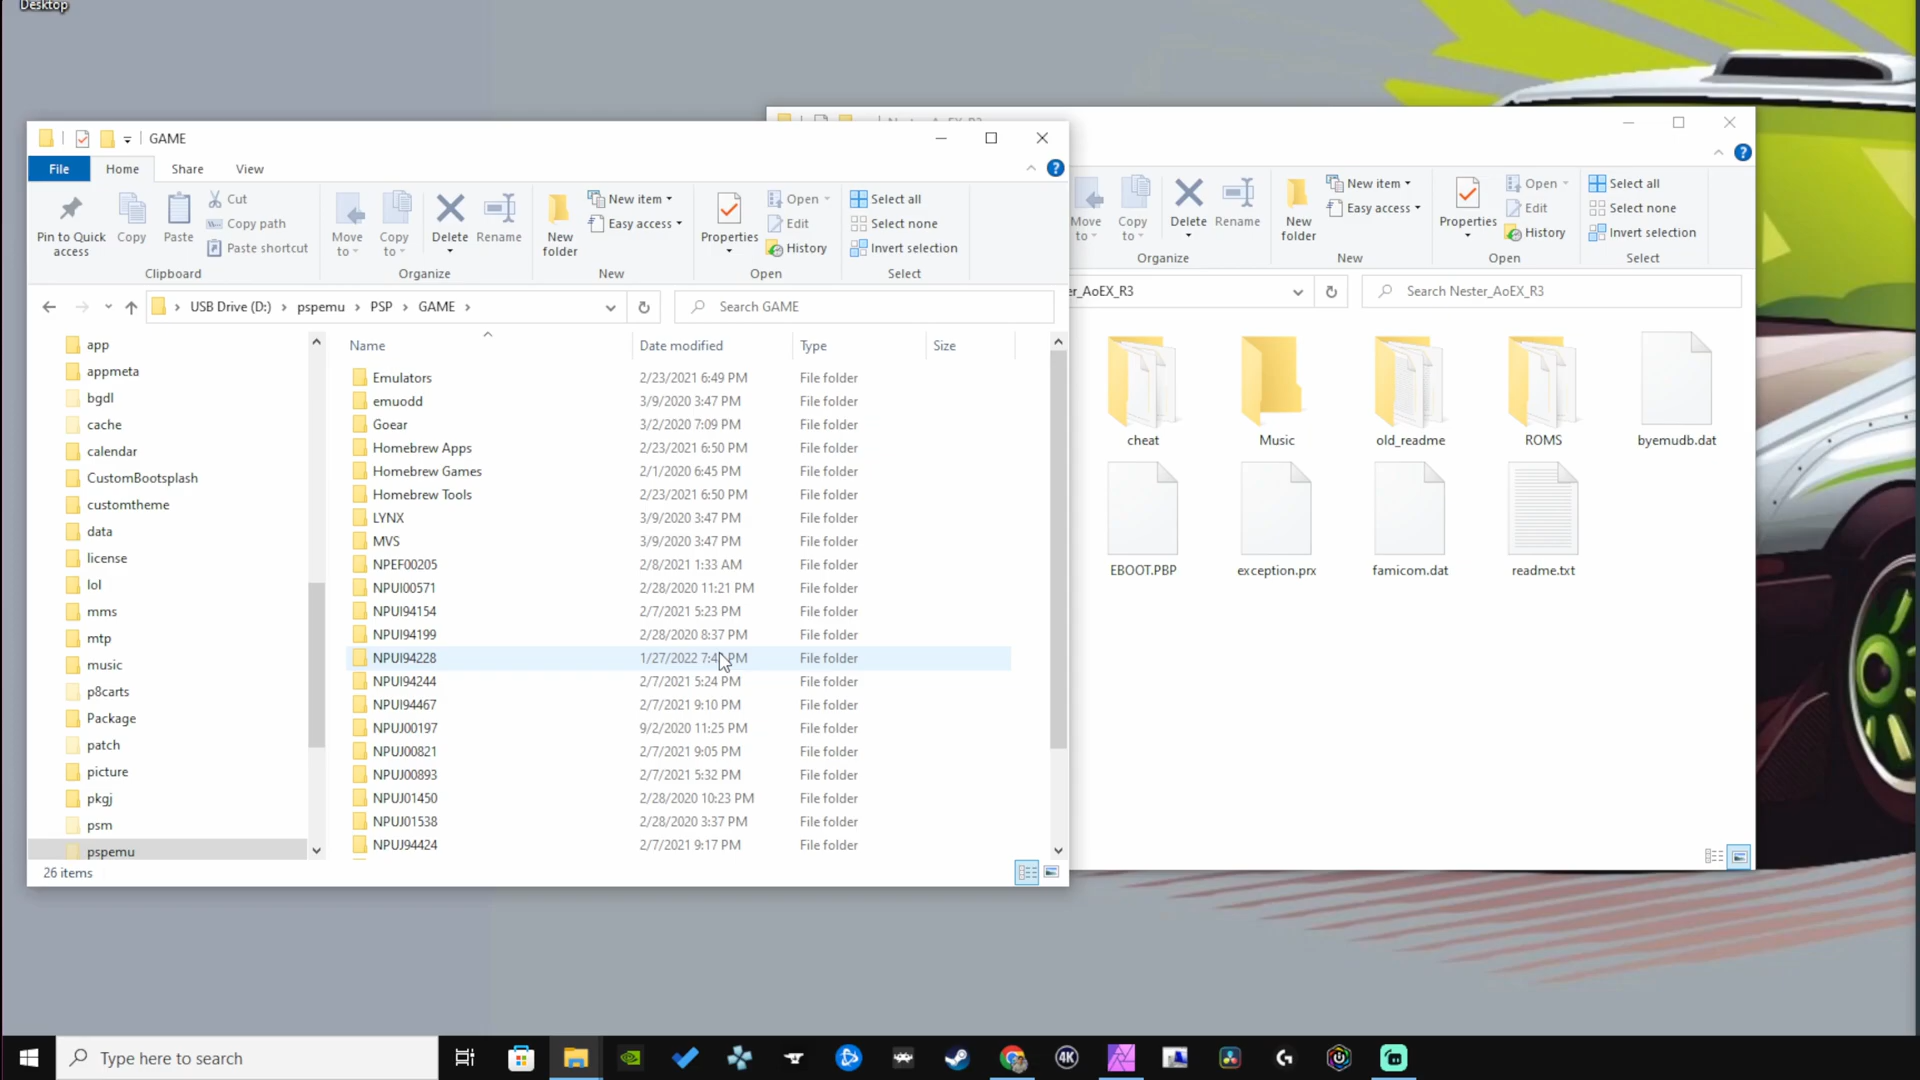 Desktop
GAME
File Home Share View
Pin to Quick access
Copy
Paste
Cut
Copy path
Paste shortcut
Clipboard
Move to
Copy to
Delete
Rename
Organize
New folder
New item
Easy access
New
Properties
Open
Edit
History
Open
Select all
Select none
Invert selection
Select
USB Drive (D:) > pspemu > PSP > GAME >
Search GAME
app
appmeta
bgdl
cache
calendar
CustomBootsplash
customtheme
data
license
lol
mms
mtp
music
p8carts
Package
patch
picture
pkgj
psm
pspemu
Name Date modified Type Size
Emulators 2/23/2021 6:49 PM File folder
emuodd 3/9/2020 3:47 PM File folder
Goear 3/2/2020 7:09 PM File folder
Homebrew Apps 2/23/2021 6:50 PM File folder
Homebrew Games 2/1/2020 6:45 PM File folder
Homebrew Tools 2/23/2021 6:50 PM File folder
LYNX 3/9/2020 3:47 PM File folder
MVS 3/9/2020 3:47 PM File folder
NPEF00205 2/8/2021 1:33 AM File folder
NPUI00571 2/28/2020 11:21 PM File folder
NPUI94154 2/7/2021 5:23 PM File folder
NPUI94199 2/28/2020 8:37 PM File folder
NPUI94228 1/27/2022 PM File folder
NPUI94244 2/7/2021 5:24 PM File folder
NPUI94467 2/7/2021 9:10 PM File folder
NPUJ00197 9/2/2020 11:25 PM File folder
NPUJ00821 2/7/2021 9:05 PM File folder
NPUJ00893 2/7/2021 5:32 PM File folder
NPUJ01450 2/28/2020 10:23 PM File folder
NPUJ01538 2/28/2020 3:37 PM File folder
NPUJ94424 2/7/2021 9:17 PM File folder
26 items
Move to
Copy to
Delete
Rename
Organize
New folder
New item
Easy access
New
Properties
Open
Edit
History
Open
Select all
Select none
Invert selection
Select
er_AoEX_R3
Search Nester_AoEX_R3
cheat
Music
old_readme
ROMS
byemudb.dat
EBOOT.PBP
exception.prx
famicom.dat
readme.txt
Type here to search
4K